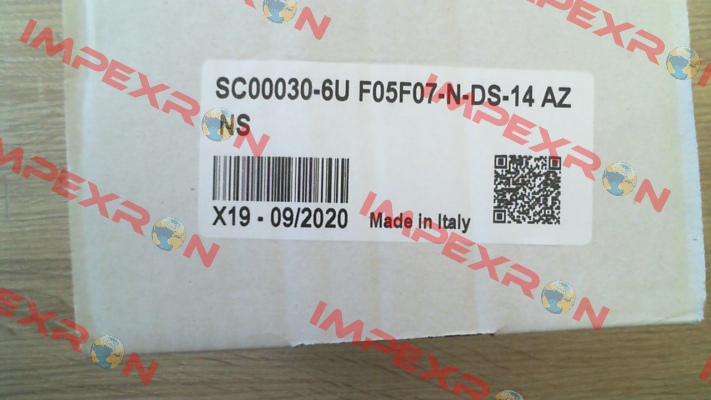 IMPEXRON
SC00030-6U F05F07-N-DS-14 AZ
NS
X19 - 09/2020 Made in Italy
IMPEXRON
IMPEXRON
IMPEXRON
IMPEXRON